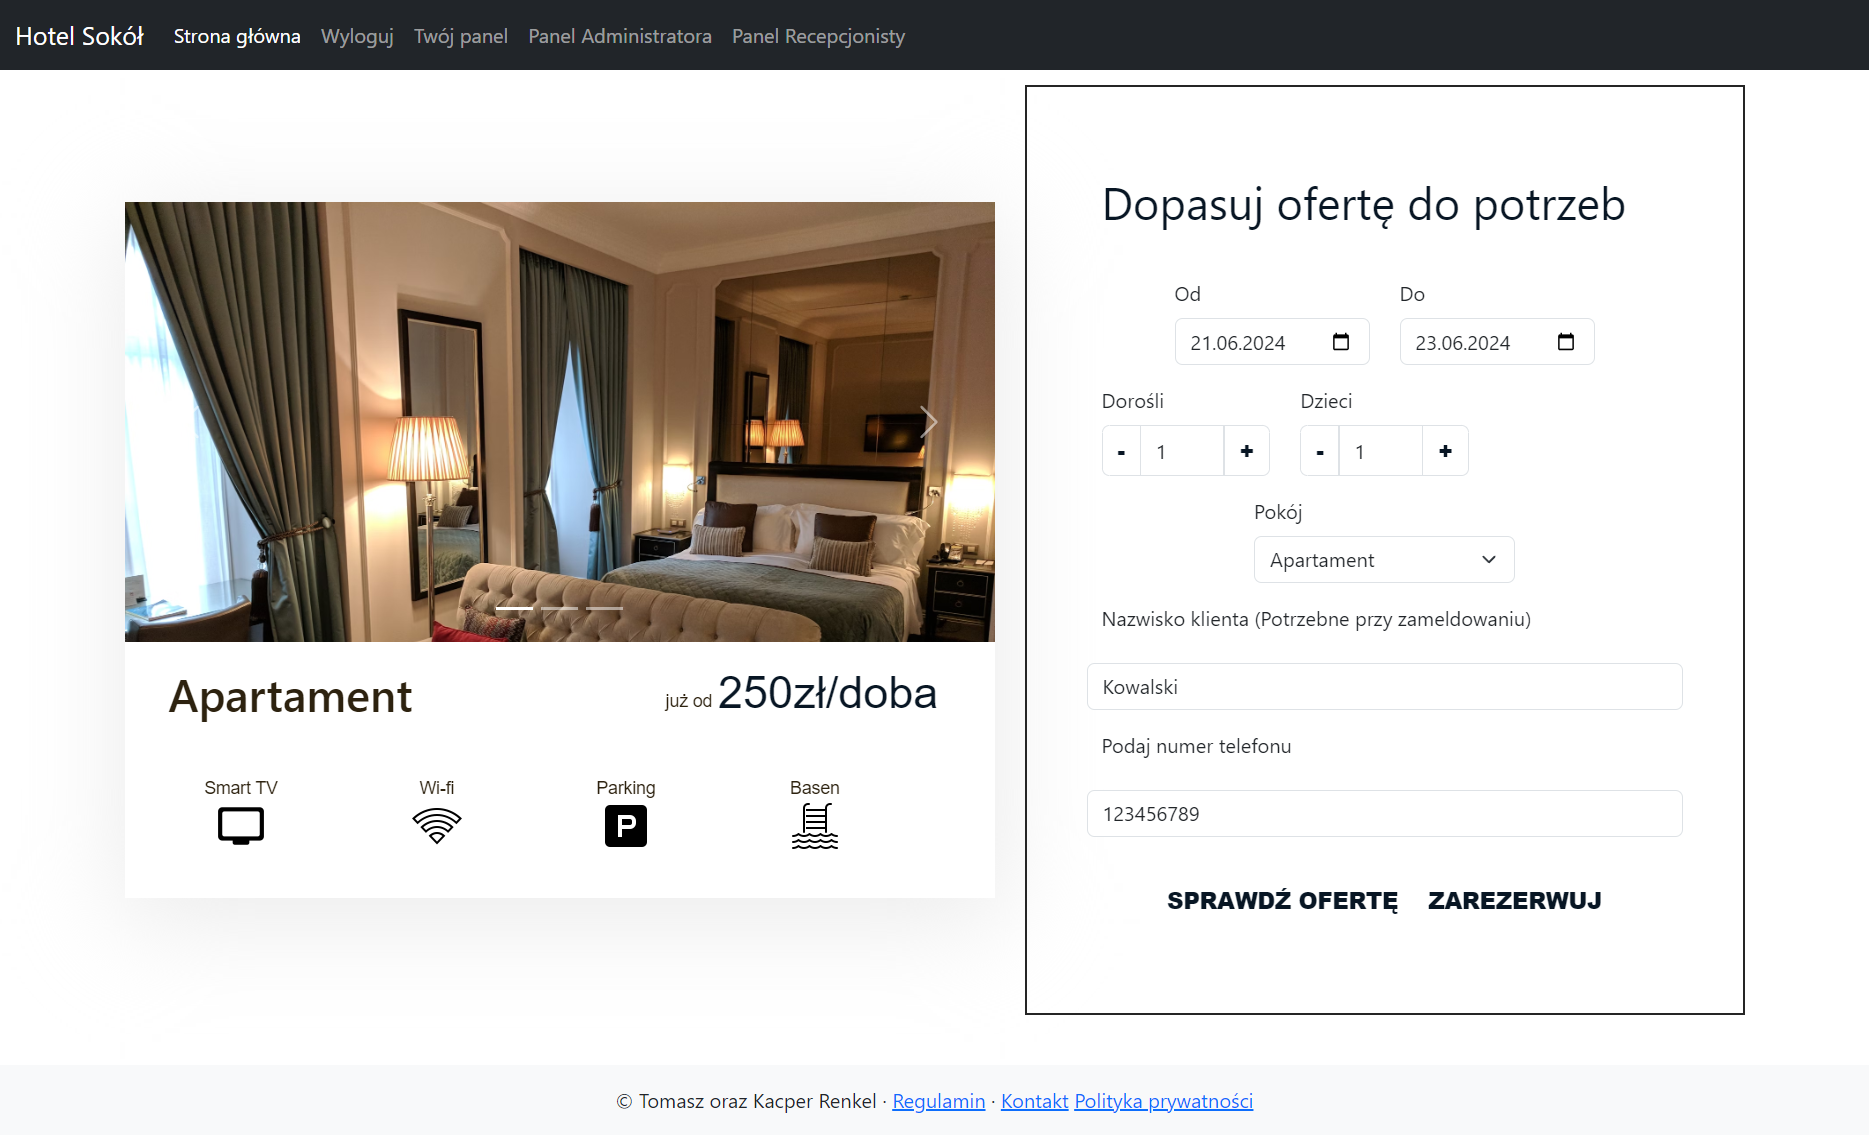 Hotel Sokół Strona główna Wyloguj Twój panel Panel Administratora Panel Recepcjonisty
Apartament
już od 250zł/doba
Smart TV Wi-fi Parking Basen
P
Dopasuj ofertę do potrzeb
Od Do
21.06.2024 23.06.2024
Dorośli Dzieci
- 1 + - 1 +
Pokój
Apartament
Nazwisko klienta (Potrzebne przy zameldowaniu)
Kowalski
Podaj numer telefonu
123456789
SPRAWDŹ OFERTĘ ZAREZERWUJ
© Tomasz oraz Kacper Renkel · Regulamin · Kontakt Polityka prywatności